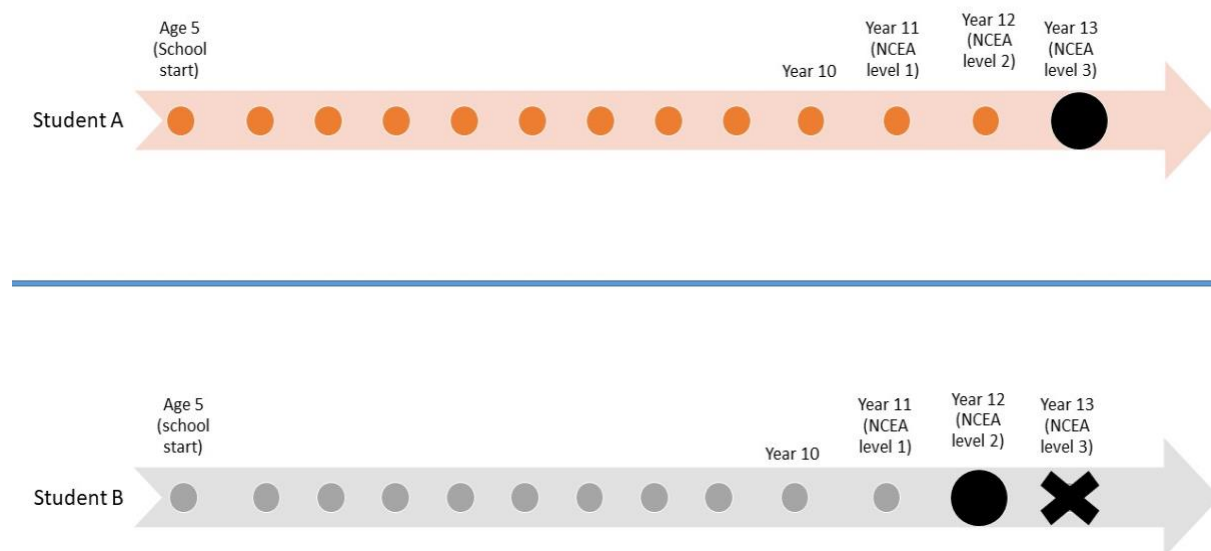 Age 5
(School
start)
Year 10
Year 11
(NCEA
level 1)
Year 12
(NCEA
level 2)
Year 13
(NCEA
level 3)
Student A
Age 5
(school
start)
Year 10
Year 11
(NCEA
level 1)
Year 12
(NCEA
level 2)
Year 13
(NCEA
level 3)
Student B